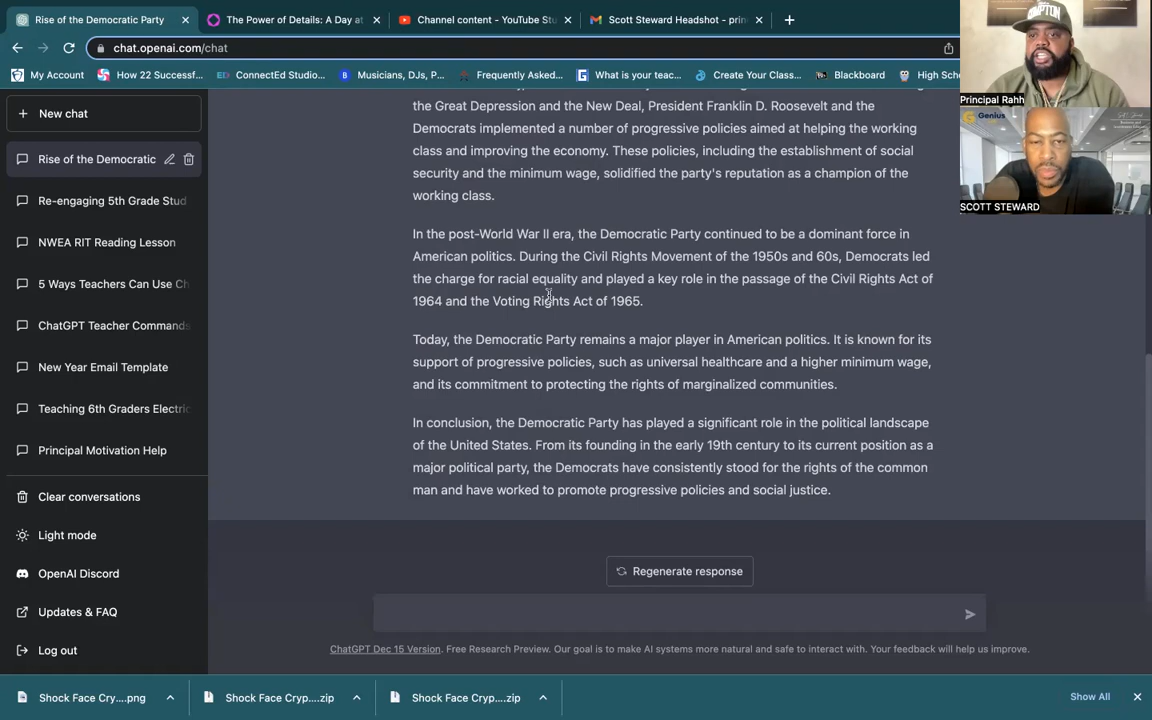 Rise of the Democratic Party
The Power of Details: A Day at
Channel content - YouTube Stu
Scott Steward Headshot - prin
chat.openai.com/chat
My Account
How 22 Successf...
ConnectEd Studio...
Musicians, DJs, P...
Frequently Asked...
What is your teac...
Create Your Class...
Blackboard
High Scho
COMPTON
Principal Rahh
Genius
SCOTT STEWARD
New chat
Rise of the Democratic
Re-engaging 5th Grade Stud
NWEA RIT Reading Lesson
5 Ways Teachers Can Use Ch
ChatGPT Teacher Commands
New Year Email Template
Teaching 6th Graders Electric
Principal Motivation Help
Clear conversations
Light mode
OpenAI Discord
Updates & FAQ
Log out
the Great Depression and the New Deal, President Franklin D. Roosevelt and the
Democrats implemented a number of progressive policies aimed at helping the working
class and improving the economy. These policies, including the establishment of social
security and the minimum wage, solidified the party's reputation as a champion of the
working class.
In the post-World War II era, the Democratic Party continued to be a dominant force in
American politics. During the Civil Rights Movement of the 1950s and 60s, Democrats led
the charge for racial equality and played a key role in the passage of the Civil Rights Act of
1964 and the Voting Rights Act of 1965.
Today, the Democratic Party remains a major player in American politics. It is known for its
support of progressive policies, such as universal healthcare and a higher minimum wage,
and its commitment to protecting the rights of marginalized communities.
In conclusion, the Democratic Party has played a significant role in the political landscape
of the United States. From its founding in the early 19th century to its current position as a
major political party, the Democrats have consistently stood for the rights of the common
man and have worked to promote progressive policies and social justice.
Regenerate response
ChatGPT Dec 15 Version. Free Research Preview. Our goal is to make AI systems more natural and safe to interact with. Your feedback will help us improve.
Shock Face Cryp....png
Shock Face Cryp....zip
Shock Face Cryp....zip
Show All